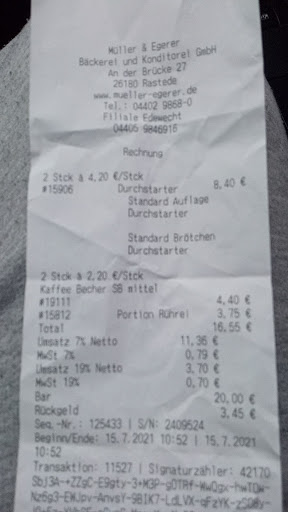 Müller & Egerer
Bäckerei und Konditorei GmbH
An der Brücke 27
26180 Rastede
www.mueller-egerer.de
Tel.: 04402 9868-0
Filiale Edewecht
04405 9846916
Rechnung
2 Stck à 4,20 €/Stck
#15906 Durchstarter 8,40 €
Standard Auflage
Durchstarter
Standard Brötchen
Durchstarter
2 Stck à 2,20 €/Stck
Kaffee Becher SB mittel
#19111 4,40 €
#15812 Portion Rührei 3,75 €
Total 16,55 €
Umsatz 7% Netto 11,36 €
MwSt 7% 0,79 €
Umsatz 19% Netto 3,70 €
MwSt 19% 0,70 €
Bar 20,00 €
Rückgeld 3,45 €
Seq.-Nr.: 125433 | S/N: 2409524
Beginn/Ende: 15.7.2021 10:52 | 15.7.2021
10:52
Transaktion: 11527 | Signaturzähler: 42170